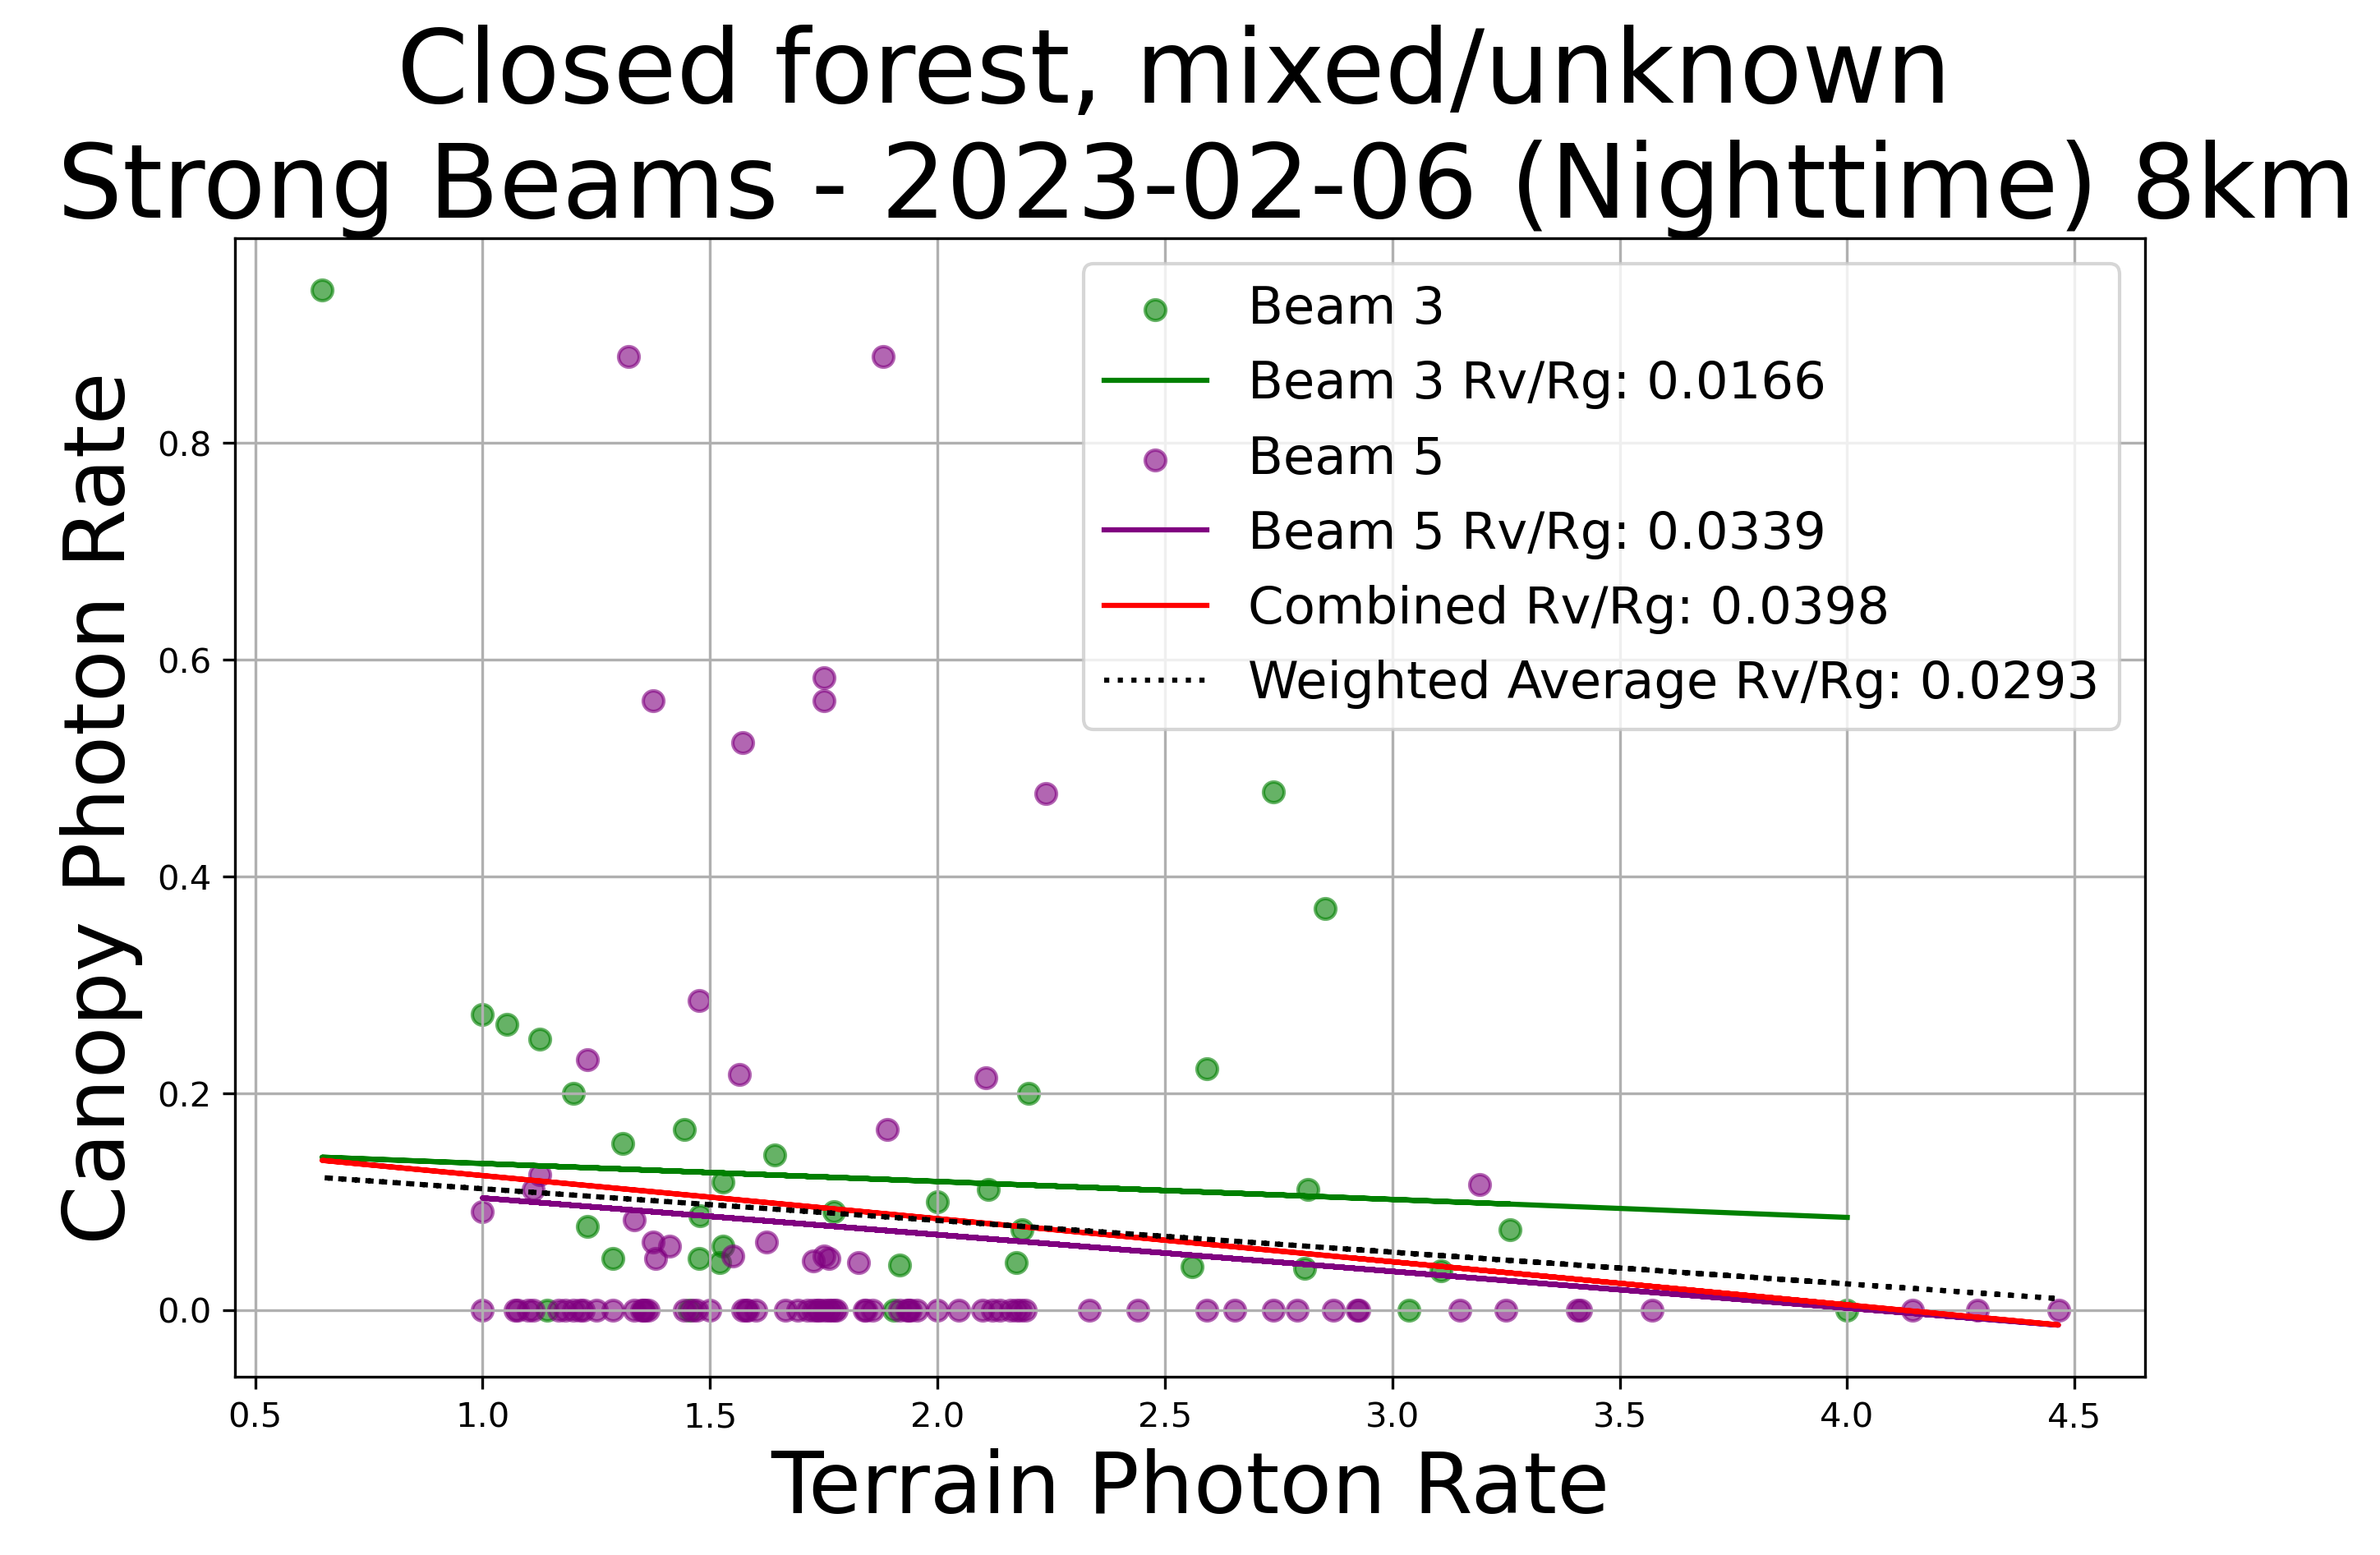 Closed forest, mixed/unknown
Strong Beams - 2023-02-06 (Nighttime) 8km
Canopy Photon Rate
0.8
0.6
0.4
0.2
0.0
Beam 3
Beam 3 Rv/Rg: 0.0166
Beam 5
Beam 5 Rv/Rg: 0.0339
Combined Rv/Rg: 0.0398
Weighted Average Rv/Rg: 0.0293
0.5 1.0 1.5 2.0 2.5 3.0 3.5 4.0 4.5
Terrain Photon Rate